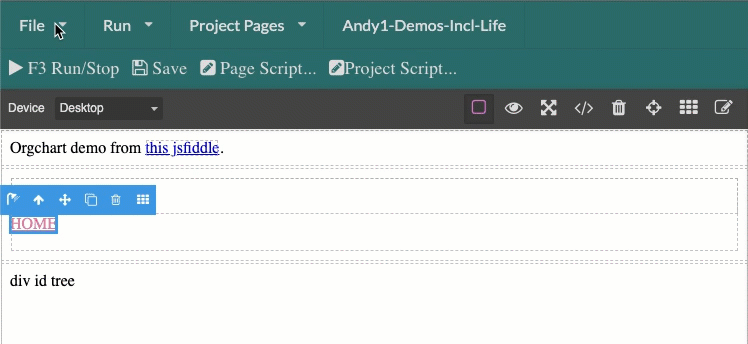 File Run Project Pages Andy1-Demos-Incl-Life
F3 Run/Stop Save Page Script... Project Script...
Device Desktop
Orgchart demo from this jsfiddle.
HOME
div id tree